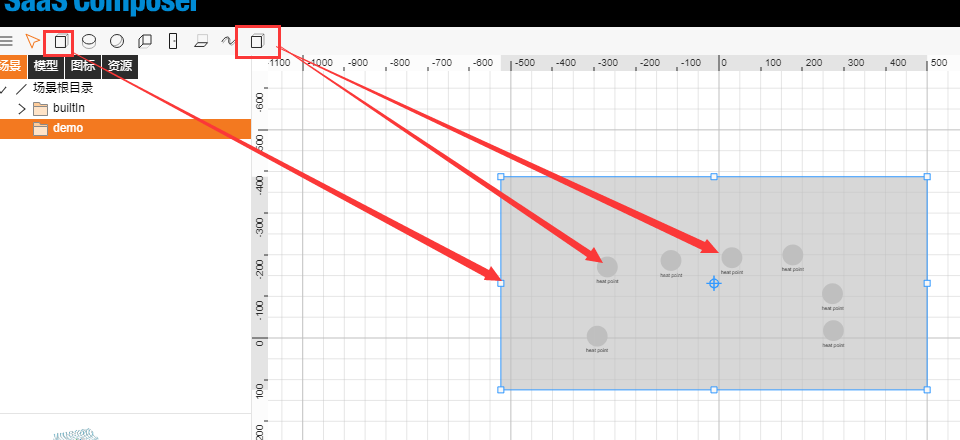 SaaS Composer
场景 模型 图标 资源
-1100 -1000 -900 -800 -700 -600 -500 -400 -300 -200 -100 0 100 200 300 400 500
场景根目录
builtIn
demo
-600
-500
-400
-300
-200
-100
0
100
200
heat point
heat point
heat point
heat point
heat point
heat point
heat point